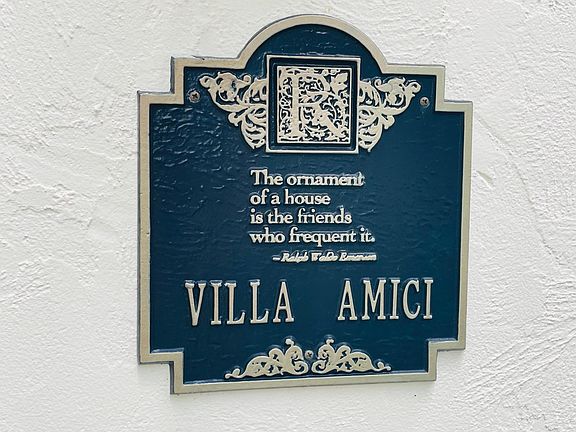 R
The ornament
of a house
is the friends
who frequent it.
- Ralph Waldo Emerson
VILLA AMICI